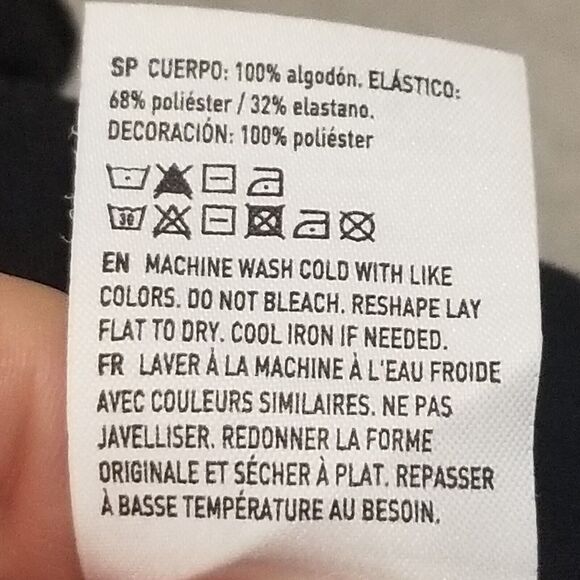 SP CUERPO: 100% algodón. ELÁSTICO:
68% poliéster / 32% elastano.
DECORACIÓN: 100% poliéster
30
EN MACHINE WASH COLD WITH LIKE
COLORS. DO NOT BLEACH. RESHAPE LAY
FLAT TO DRY. COOL IRON IF NEEDED.
FR LAVER À LA MACHINE À L'EAU FROIDE
AVEC COULEURS SIMILAIRES. NE PAS
JAVELLISER. REDONNER LA FORME
ORIGINALE ET SÉCHER À PLAT. REPASSER
À BASSE TEMPÉRATURE AU BESOIN.